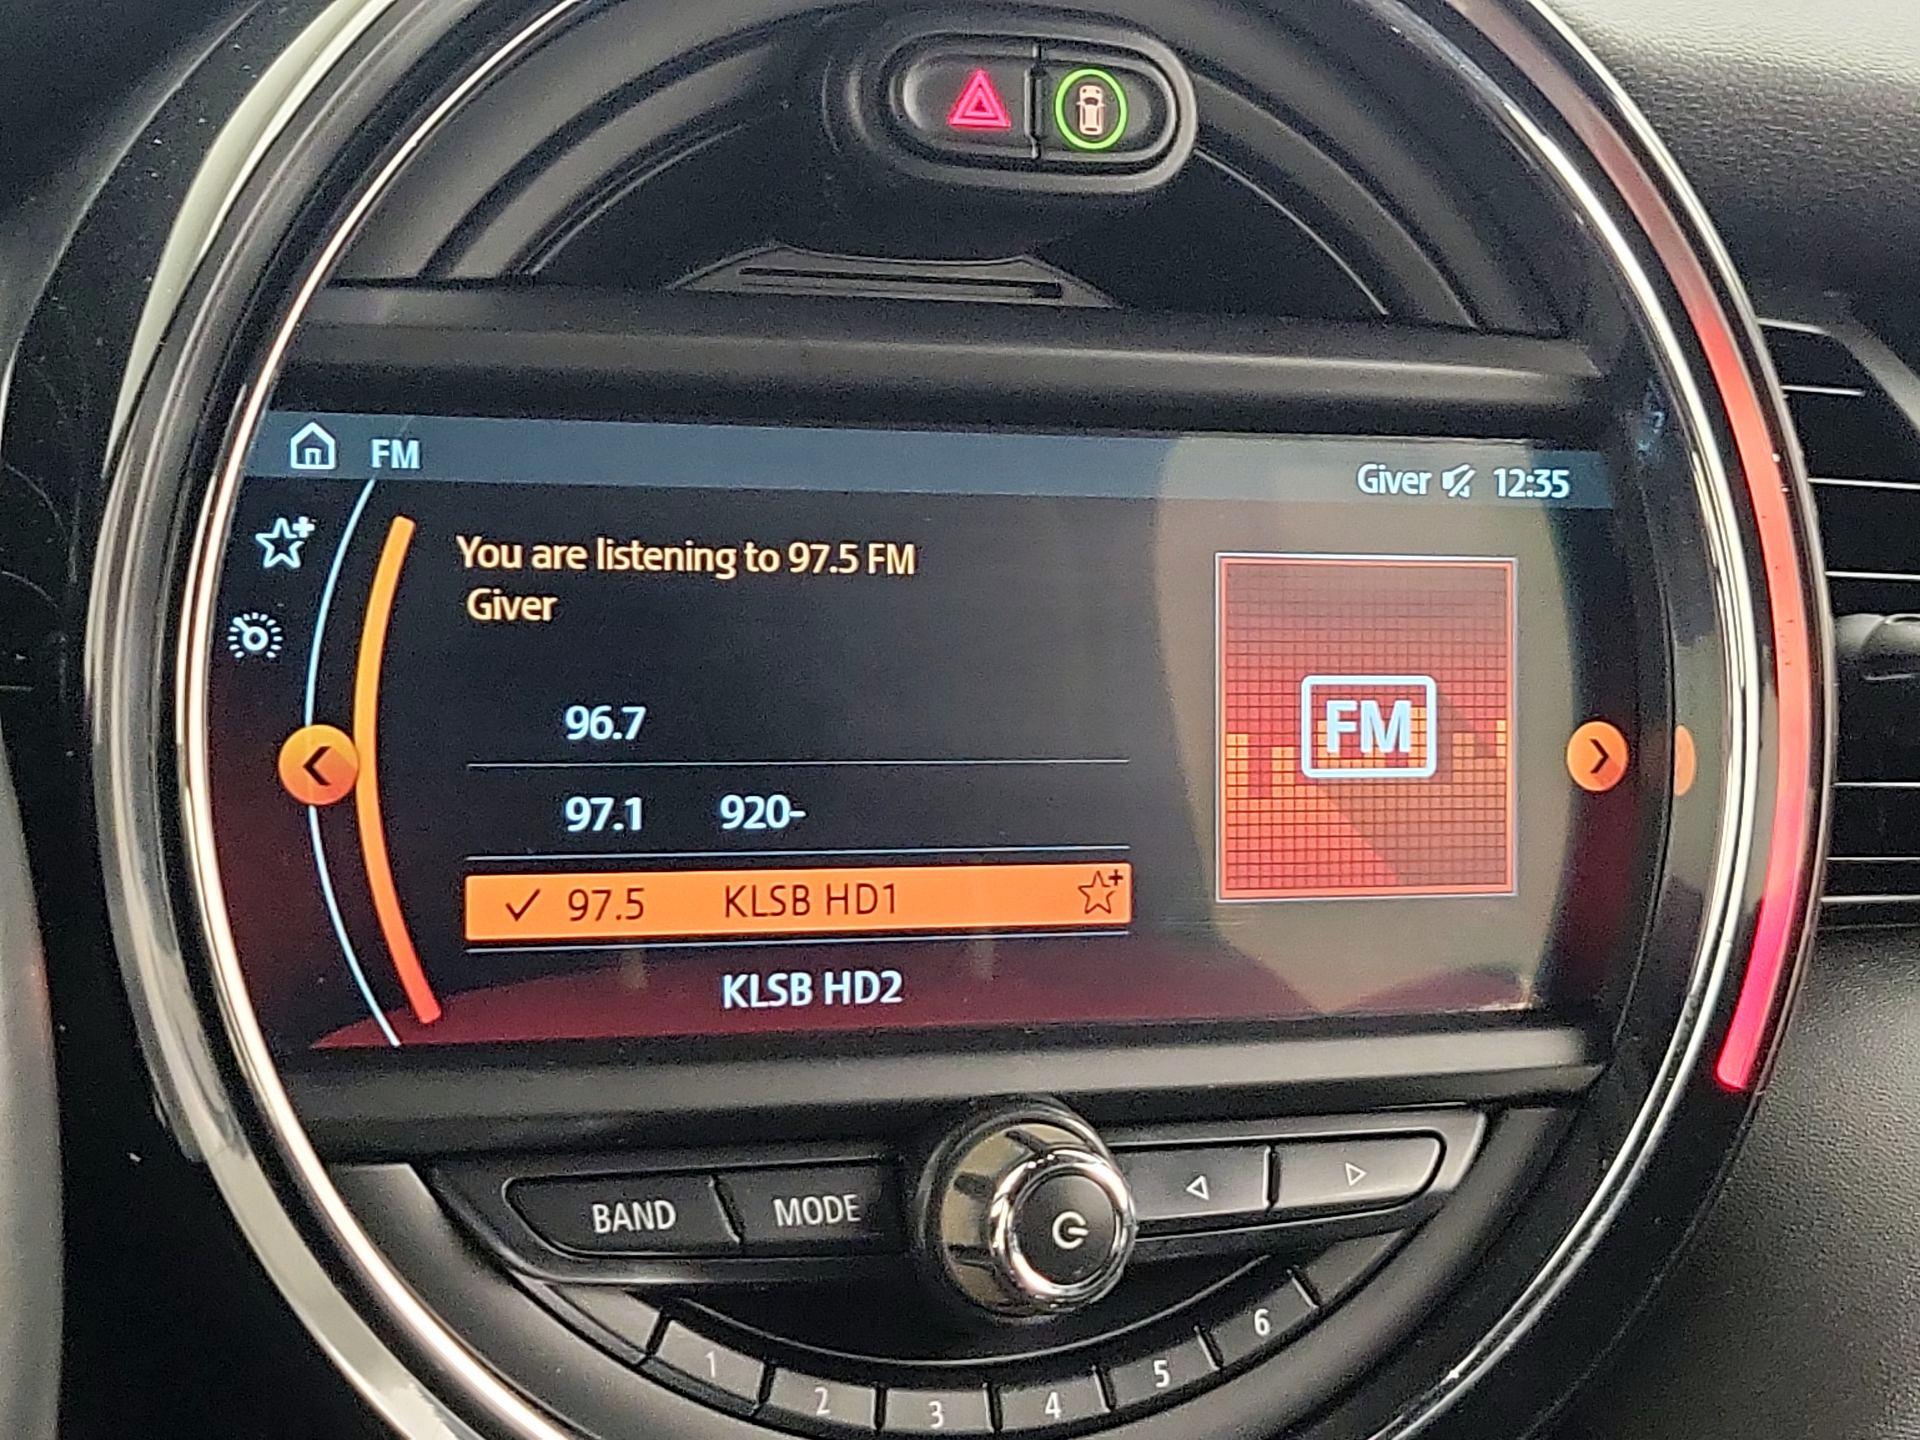 FM
Giver 12:35
You are listening to 97.5 FM
Giver
96.7
97.1 920-
97.5 KLSB HD1
KLSB HD2
FM
BAND
MODE
1
2
3
4
5
6